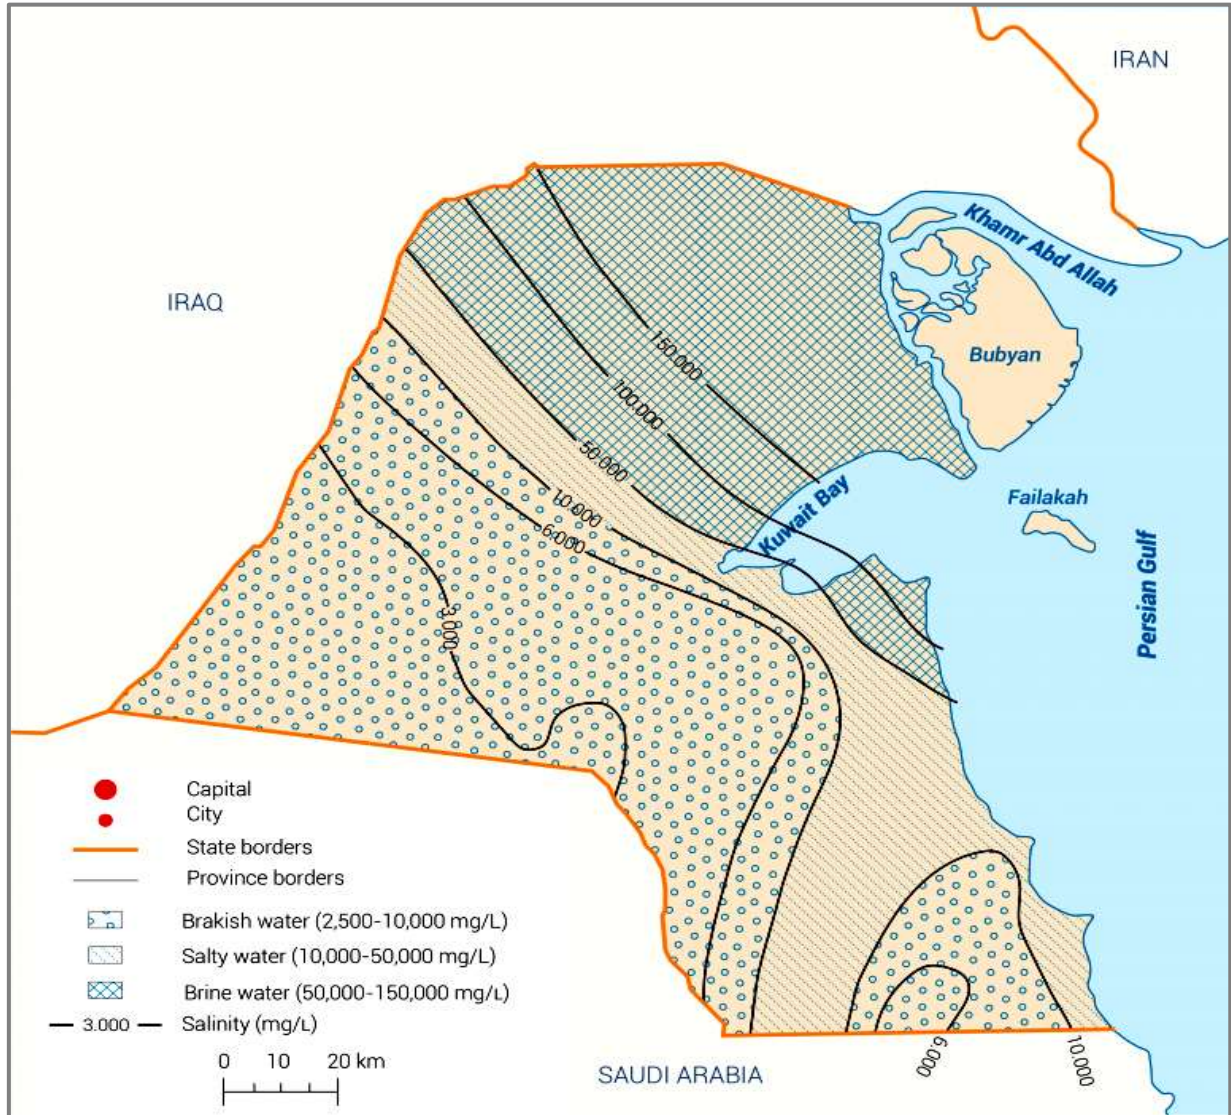 IRAN
IRAQ
Khamr Abd Allah
Bubyan
150.000
100.000
50.000
10.000
6.000
3.000
Kuwait Bay
Failakah
Persian Gulf
Capital
City
State borders
Province borders
Brakish water (2,500-10,000 mg/L)
Salty water (10,000-50,000 mg/L)
Brine water (50,000-150,000 mg/L)
3.000 Salinity (mg/L)
0 10 20 km
SAUDI ARABIA
6.000
10.000